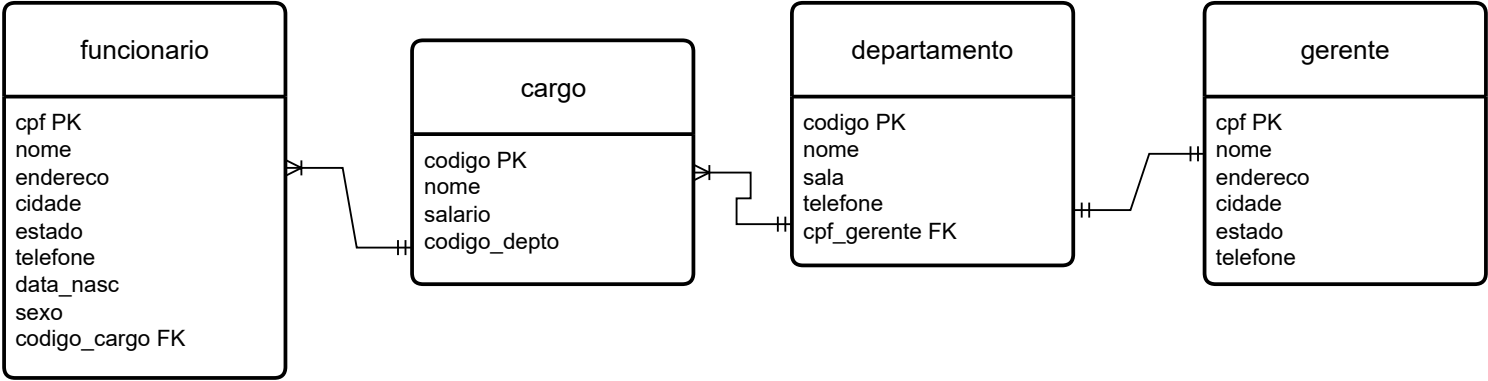 funcionario
cpf PK
nome
endereco
cidade
estado
telefone
data_nasc
sexo
codigo_cargo FK
cargo
codigo PK
nome
salario
codigo_depto
departamento
codigo PK
nome
sala
telefone
cpf_gerente FK
gerente
cpf PK
nome
endereco
cidade
estado
telefone